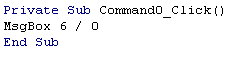 Private Sub Command0_Click()
MsgBox 6 / 0
End Sub